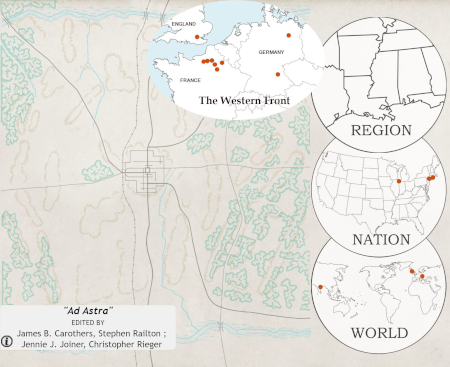 ENGLAND
GERMANY
FRANCE
The Western Front
REGION
NATION
WORLD
"Ad Astra"
EDITED BY
James B. Carothers, Stephen Railton ;
Jennie J. Joiner, Christopher Rieger
i